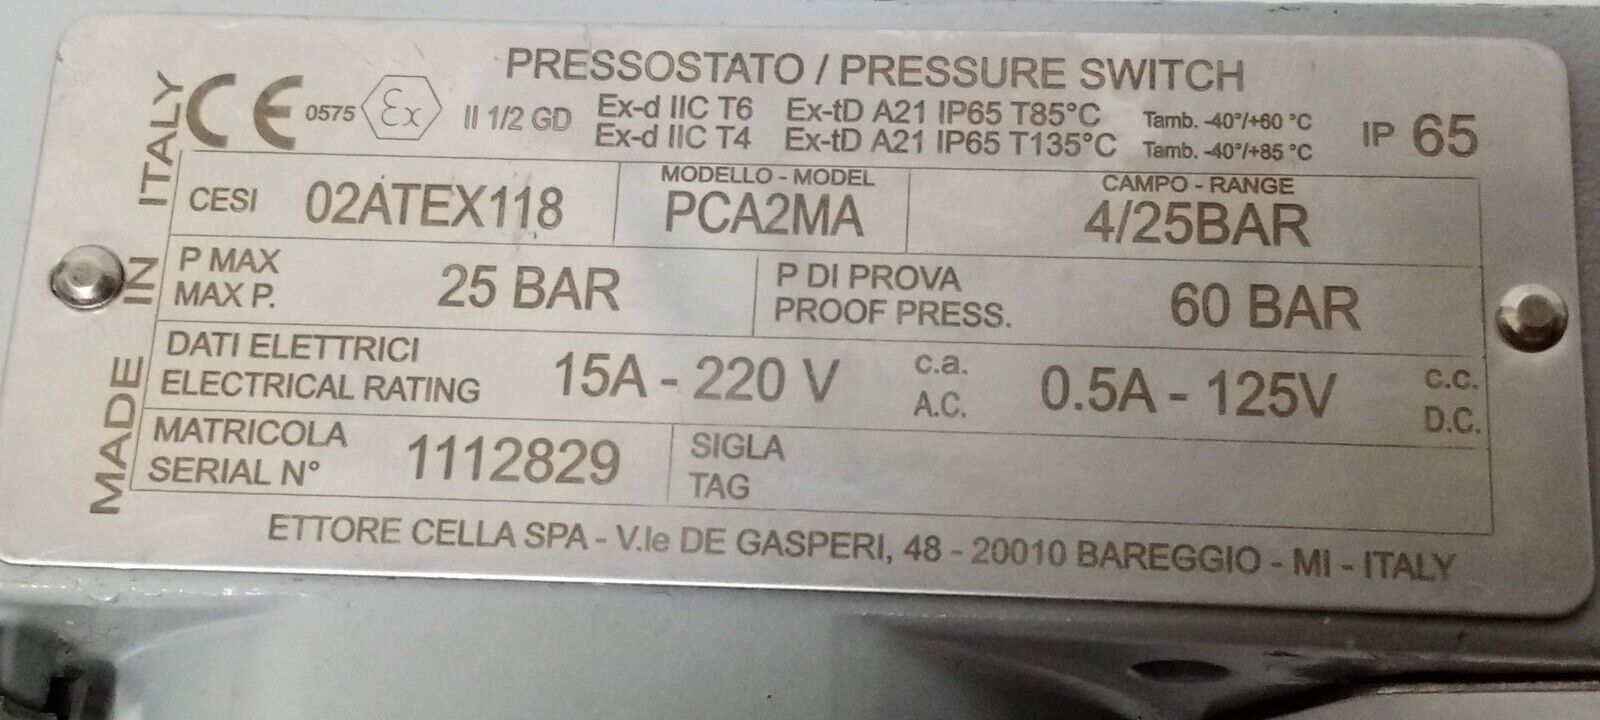 PRESSOSTATO / PRESSURE SWITCH
CE 0575 Ex II 1/2 GD Ex-d IIC T6 Ex-tD A21 IP65 T85°C Tamb. -40°/+60 °C IP 65
Ex-d IIC T4 Ex-tD A21 IP65 T135°C Tamb. -40°/+85 °C
MADE IN ITALY
CESI 02ATEX118
MODELLO - MODEL
PCA2MA
CAMPO - RANGE
4/25BAR
P MAX
MAX P.
25 BAR
P DI PROVA
PROOF PRESS.
60 BAR
DATI ELETTRICI
ELECTRICAL RATING
15A - 220 V
c.a.
A.C.
0.5A - 125V
c.c.
D.C.
MATRICOLA
SERIAL N°
1112829
SIGLA
TAG
ETTORE CELLA SPA - V.le DE GASPERI, 48 - 20010 BAREGGIO - MI - ITALY